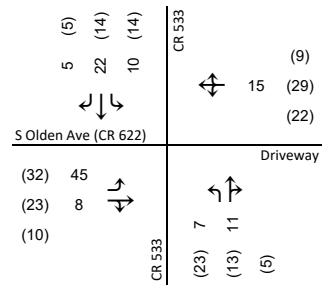 (5) (14) (14)
5 22 10
CR 533
(9)
15 (29)
(22)
S Olden Ave (CR 622)
Driveway
(32) 45
(23) 8
(10)
CR 533
7 11
(23) (13) (5)